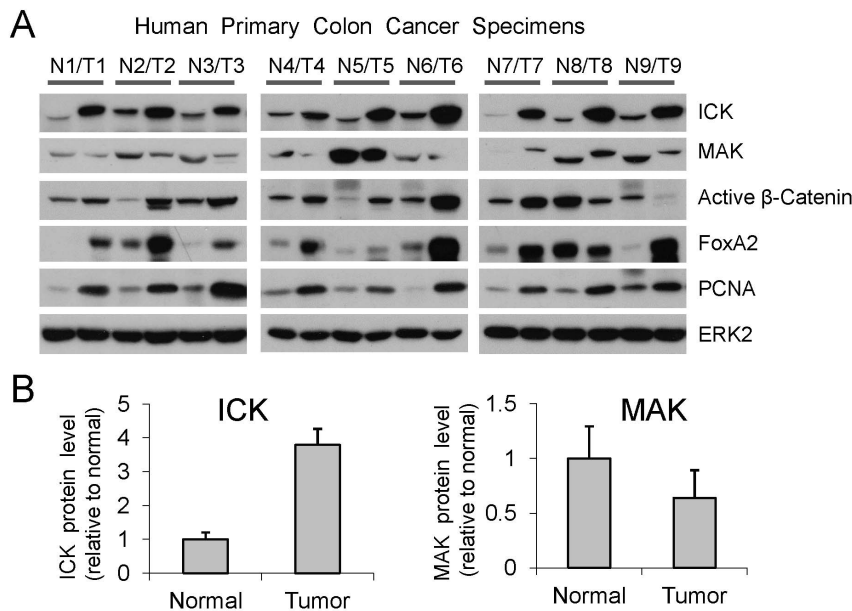 A
Human Primary Colon Cancer Specimens
N1/T1 N2/T2 N3/T3 N4/T4 N5/T5 N6/T6 N7/T7 N8/T8 N9/T9
ICK
MAK
Active β-Catenin
FoxA2
PCNA
ERK2
B
ICK
ICK protein level
(relative to normal)
5
4
3
2
1
0
Normal Tumor
MAK
MAK protein level
(relative to normal)
1.5
1
0.5
0
Normal Tumor